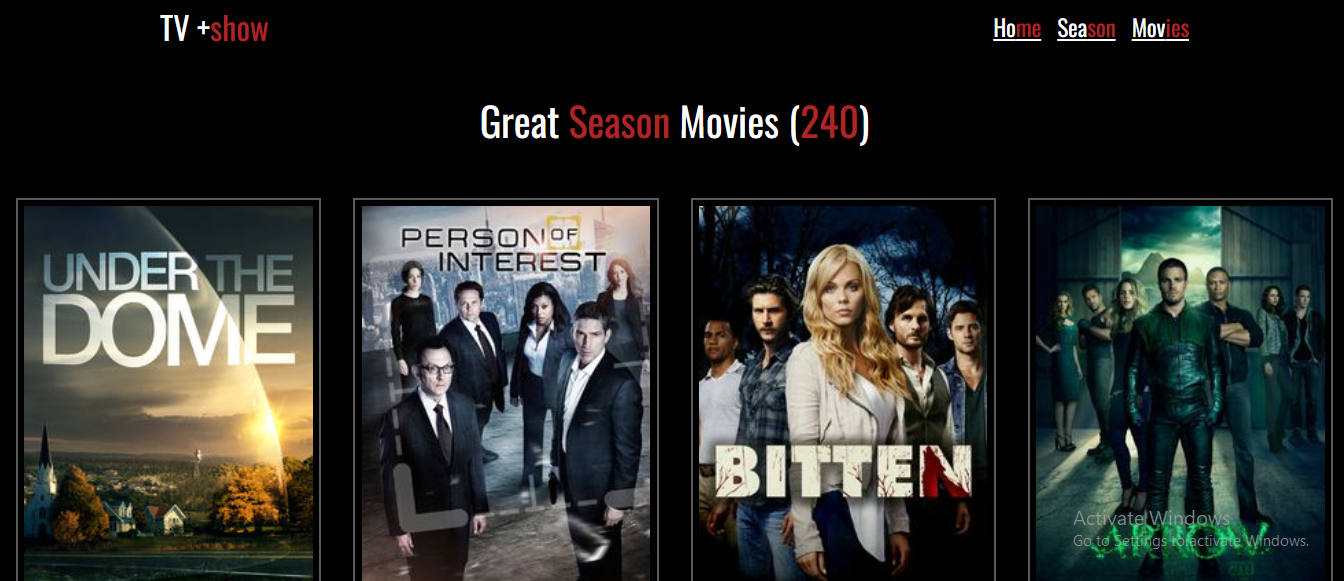 TV +show
Home Season Movies
Great Season Movies (240)
UNDER THE
DOME
PERSON OF
INTEREST
BITTEN
ARROW
Activate Windows
Go to Settings to activate Windows.